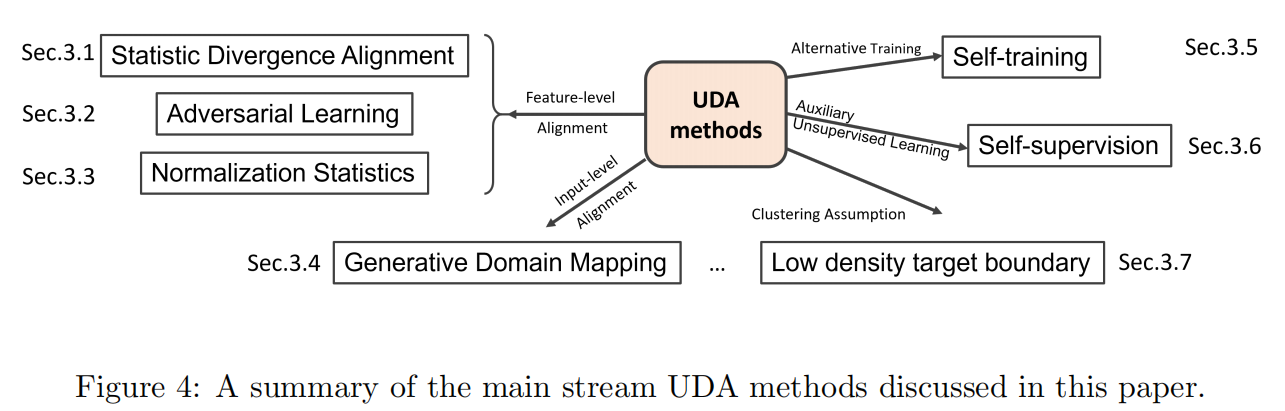 Sec.3.1 Statistic Divergence Alignment
Sec.3.2 Adversarial Learning
Sec.3.3 Normalization Statistics
Feature-level
Alignment
UDA
methods
Alternative Training
Self-training Sec.3.5
Auxiliary
Unsupervised Learning
Self-supervision Sec.3.6
Input-level
Alignment
Clustering Assumption
Sec.3.4 Generative Domain Mapping ... Low density target boundary Sec.3.7
Figure 4: A summary of the main stream UDA methods discussed in this paper.